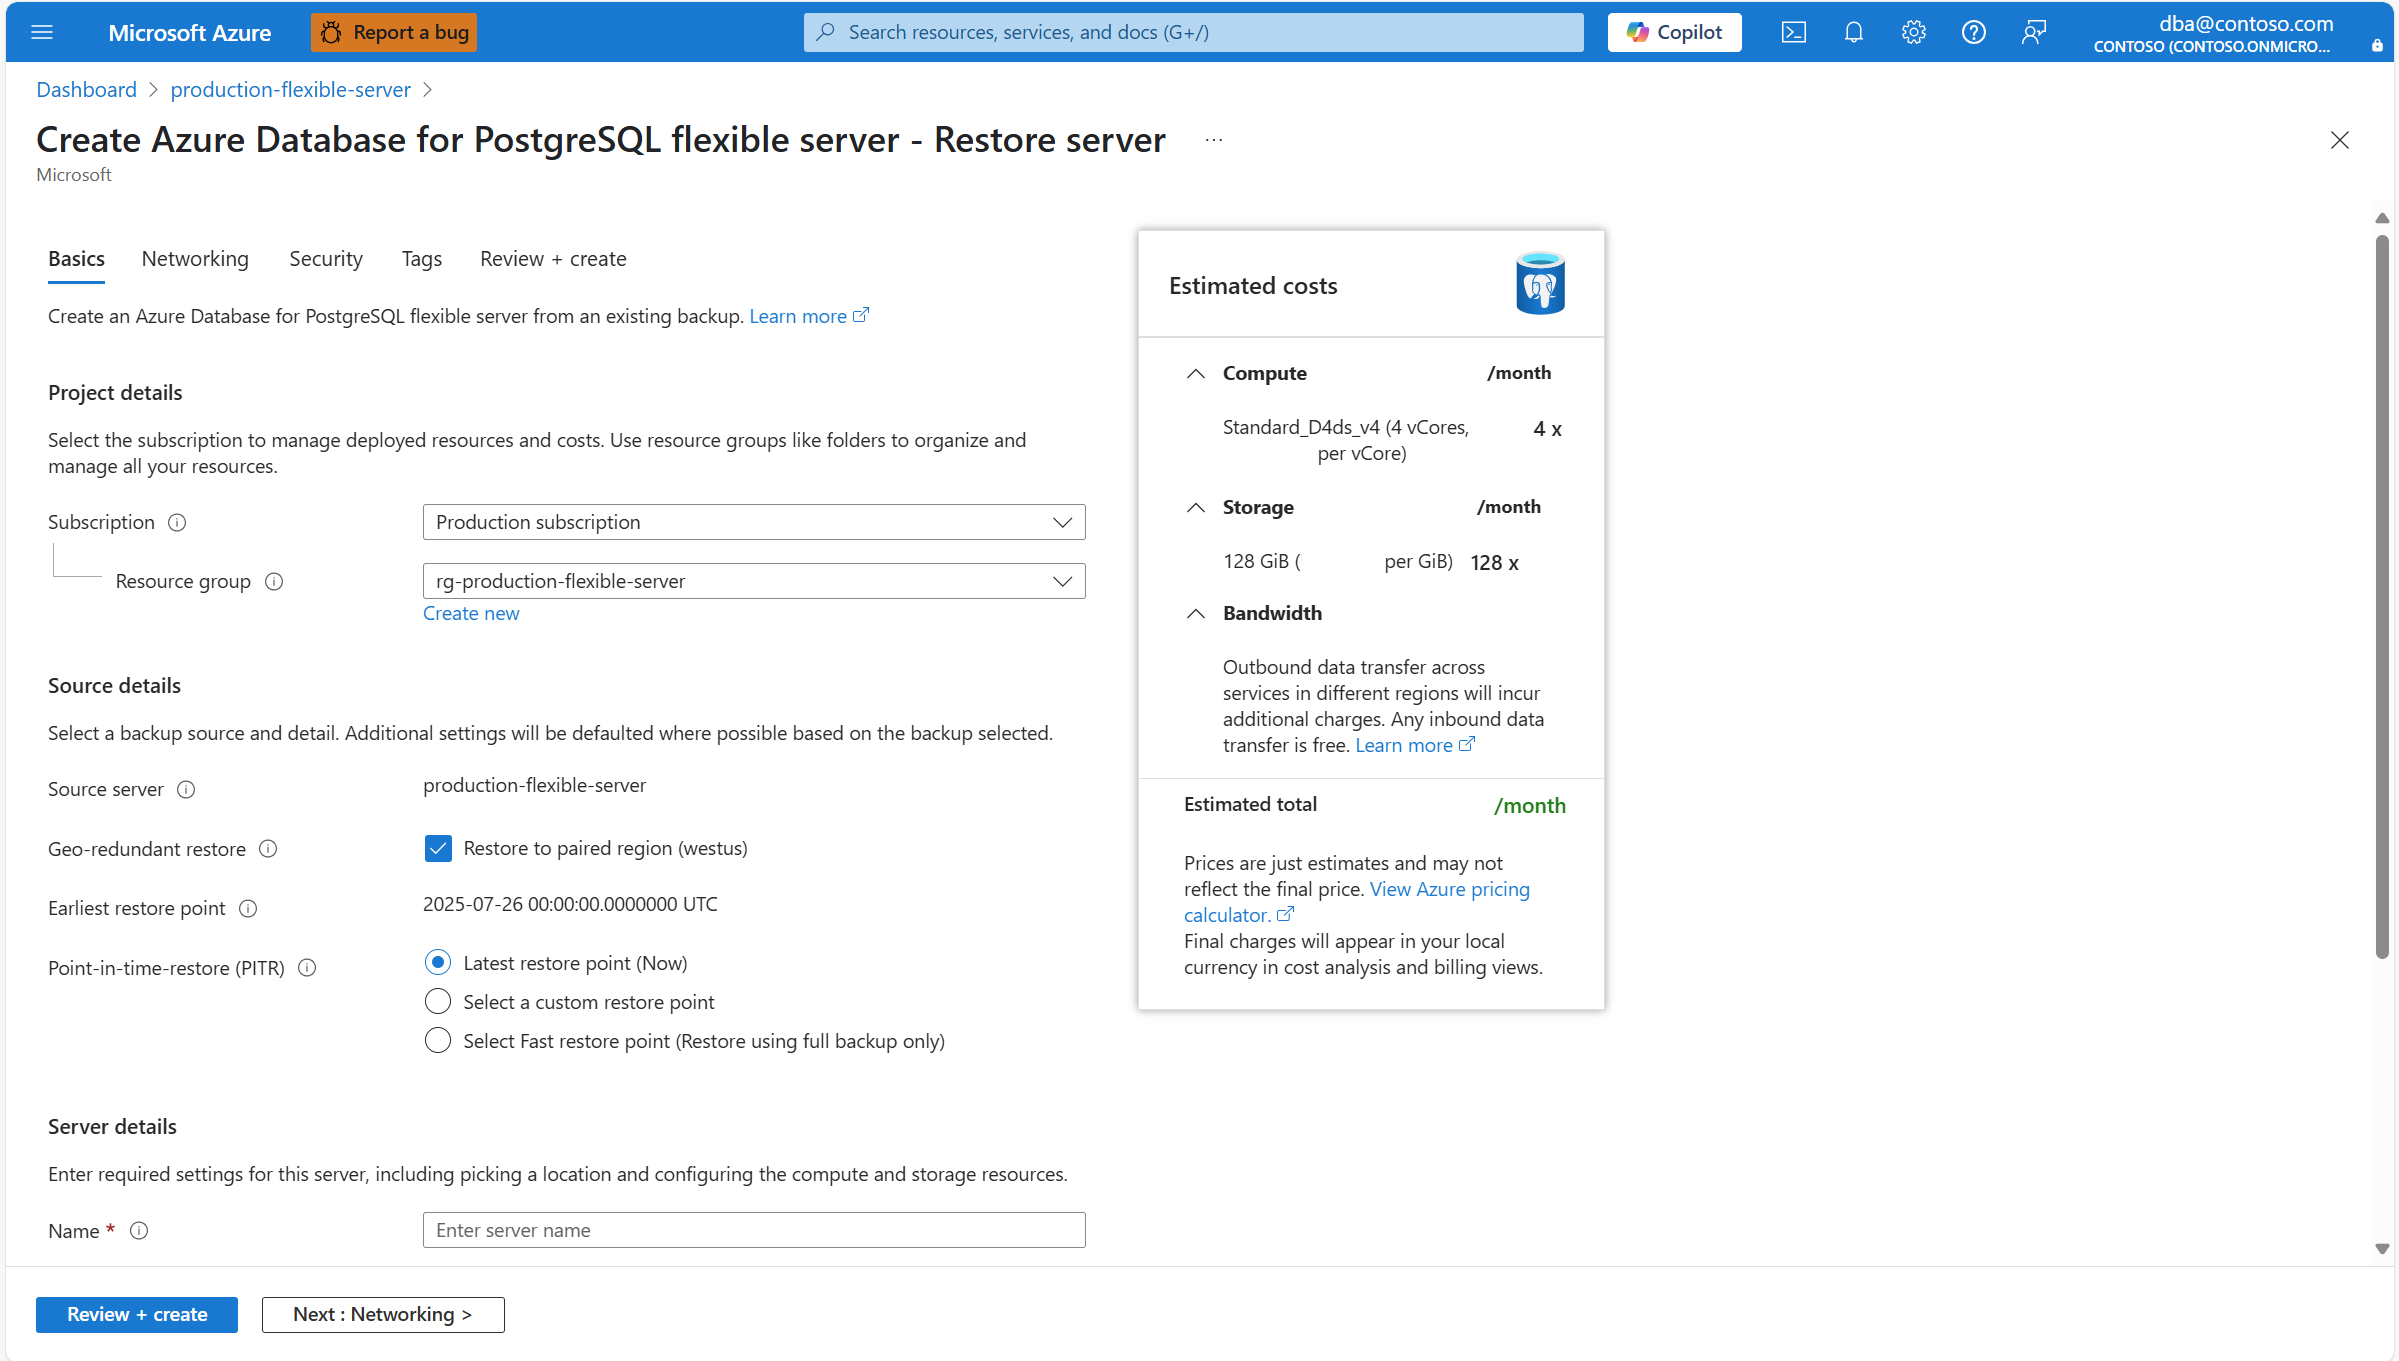 Microsoft Azure
Report a bug
Search resources, services, and docs (G+/)
Copilot
dba@contoso.com
CONTOSO (CONTOSO.ONMICRO...
Dashboard
production-flexible-server
Create Azure Database for PostgreSQL flexible server - Restore server
...
Microsoft
Basics
Networking
Security
Tags
Review + create
Create an Azure Database for PostgreSQL flexible server from an existing backup. Learn more
Project details
Select the subscription to manage deployed resources and costs. Use resource groups like folders to organize and
manage all your resources.
Subscription
Production subscription
Resource group
rg-production-flexible-server
Create new
Source details
Select a backup source and detail. Additional settings will be defaulted where possible based on the backup selected.
Source server
production-flexible-server
Geo-redundant restore
Restore to paired region (westus)
Earliest restore point
2025-07-26 00:00:00.0000000 UTC
Point-in-time-restore (PITR)
Latest restore point (Now)
Select a custom restore point
Select Fast restore point (Restore using full backup only)
Server details
Enter required settings for this server, including picking a location and configuring the compute and storage resources.
Name *
Enter server name
Review + create
Next : Networking >
Estimated costs
Compute /month
Standard_D4ds_v4 (4 vCores, 4 x
per vCore)
Storage /month
128 GiB ( per GiB) 128 x
Bandwidth
Outbound data transfer across
services in different regions will incur
additional charges. Any inbound data
transfer is free. Learn more
Estimated total /month
Prices are just estimates and may not
reflect the final price. View Azure pricing
calculator.
Final charges will appear in your local
currency in cost analysis and billing views.